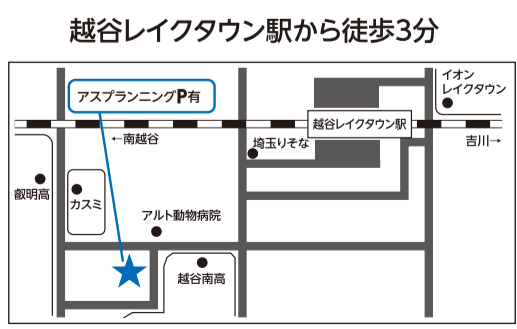 越谷レイクタウン駅から徒歩3分
イオン
レイクタウン
アスプランニングP有
越谷レイクタウン駅
←南越谷
埼玉りそな
吉川→
叡明高
カスミ
アルト動物病院
越谷南高